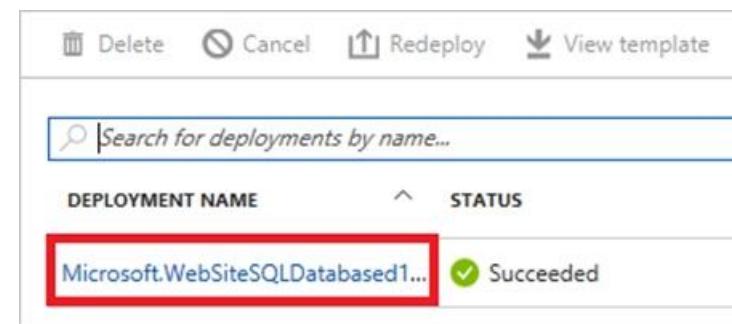 Delete Cancel Redeploy View template
Search for deployments by name...
DEPLOYMENT NAME STATUS
Microsoft.WebSiteSQLDatabased1... Succeeded